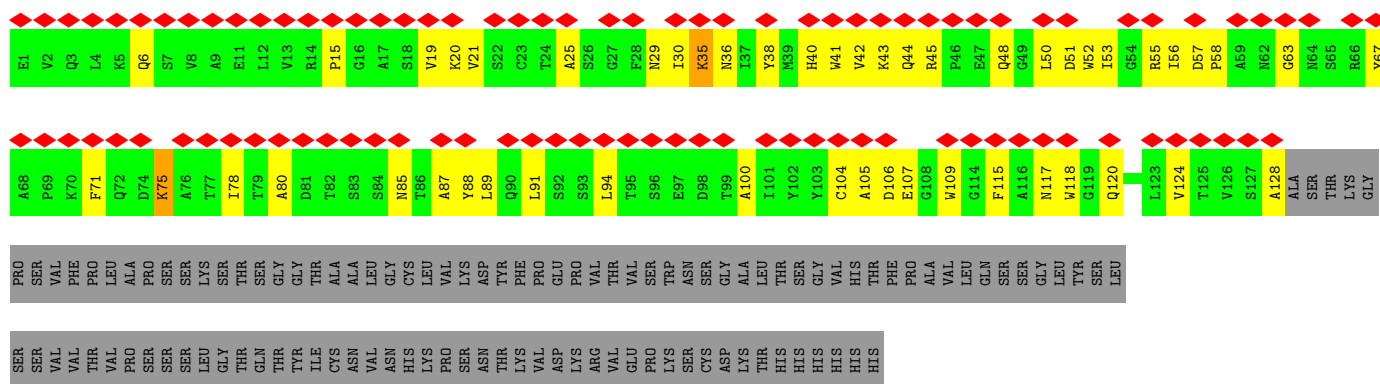 E1 V2 Q3 L4 K5 Q6 S7 V8 A9 E11 L12 V13 R14 P15 G16 A17 S18 V19 K20 V21 S22 C23 T24 A25 S26 G27 F28 N29 I30 K35 N36 I37 Y38 M39 H40 W41 V42 K43 Q44 R45 P46 E47 Q48 G49 L50 D51 W52 I53 G54 R55 I56 D57 P58 A59 N62 G63 N64 S65 R66 Y67
A68 P69 K70 F71 Q72 D74 K75 A76 T77 I78 T79 A80 D81 T82 S83 S84 N85 T86 A87 Y88 L89 Q90 L91 S92 S93 L94 T95 S96 E97 D98 T99 A100 I101 Y102 Y103 C104 A105 D106 E107 G108 W109 G114 F115 A116 N117 W118 G119 Q120 L123 V124 T125 V126 S127 A128 ALA SER THR LYS GLY
PRO SER VAL PHE PRO LEU ALA PRO SER SER LYS SER THR SER GLY GLY THR ALA ALA LEU GLY CYS LEU VAL LYS ASP TYR PHE PRO GLU PRO VAL THR VAL SER TRP ASN SER GLY ALA LEU THR SER GLY VAL HIS THR PHE PRO ALA VAL LEU GLN SER SER GLY LEU TYR SER LEU
SER SER VAL VAL THR VAL PRO SER SER SER LEU GLY THR GLN THR TYR ILE CYS ASN VAL ASN HIS LYS PRO SER ASN THR LYS VAL ASP LYS ARG VAL GLU PRO LYS SER CYS ASP LYS THR HIS HIS HIS HIS HIS HIS